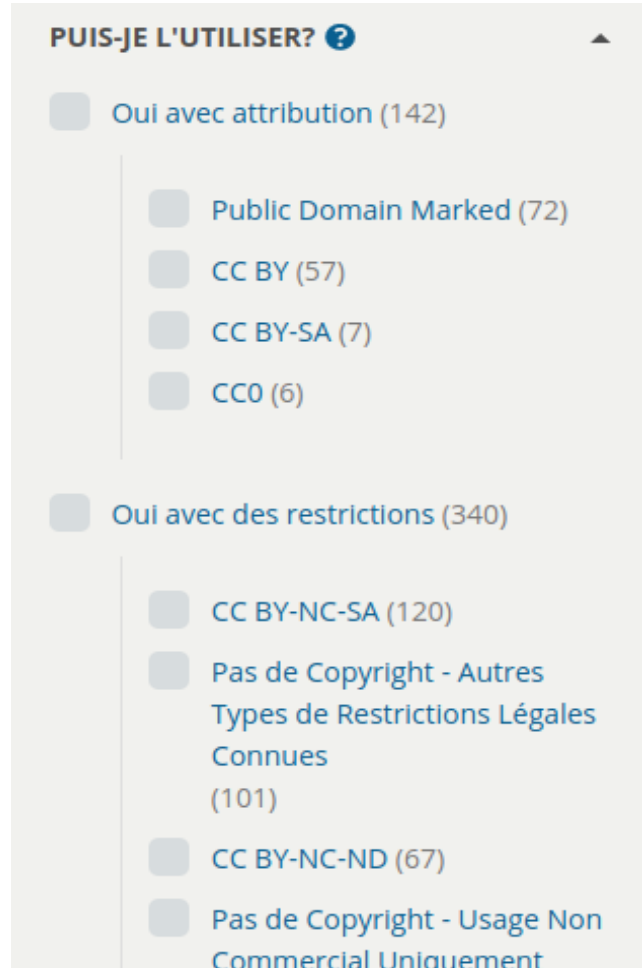 PUIS-JE L'UTILISER? ?
Oui avec attribution (142)
Public Domain Marked (72)
CC BY (57)
CC BY-SA (7)
CC0 (6)
Oui avec des restrictions (340)
CC BY-NC-SA (120)
Pas de Copyright - Autres
Types de Restrictions Légales
Connues
(101)
CC BY-NC-ND (67)
Pas de Copyright - Usage Non
Commercial Uniquement